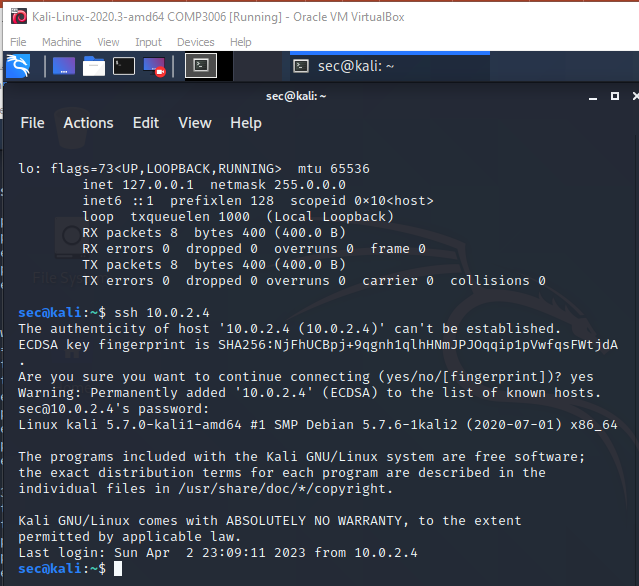 Kali-Linux-2020.3-amd64 COMP3006 [Running] - Oracle VM VirtualBox
File Machine View Input Devices Help
sec@kali: ~
sec@kali: ~
File Actions Edit View Help
lo: flags=73<UP,LOOPBACK,RUNNING>  mtu 65536
        inet 127.0.0.1  netmask 255.0.0.0
        inet6 ::1  prefixlen 128  scopeid 0×10<host>
        loop  txqueuelen 1000  (Local Loopback)
        RX packets 8  bytes 400 (400.0 B)
        RX errors 0  dropped 0  overruns 0  frame 0
        TX packets 8  bytes 400 (400.0 B)
        TX errors 0  dropped 0 overruns 0  carrier 0  collisions 0
sec@kali:~$ ssh 10.0.2.4
The authenticity of host '10.0.2.4 (10.0.2.4)' can't be established.
ECDSA key fingerprint is SHA256:NjFhUCBpj+9qgnh1qlhHNmJPJOqqip1pVwfqsFWtjdA
.
Are you sure you want to continue connecting (yes/no/[fingerprint])? yes
Warning: Permanently added '10.0.2.4' (ECDSA) to the list of known hosts.
sec@10.0.2.4's password:
Linux kali 5.7.0-kali1-amd64 #1 SMP Debian 5.7.6-1kali2 (2020-07-01) x86_64
The programs included with the Kali GNU/Linux system are free software;
the exact distribution terms for each program are described in the
individual files in /usr/share/doc/*/copyright.
Kali GNU/Linux comes with ABSOLUTELY NO WARRANTY, to the extent
permitted by applicable law.
Last login: Sun Apr  2 23:09:11 2023 from 10.0.2.4
sec@kali:~$